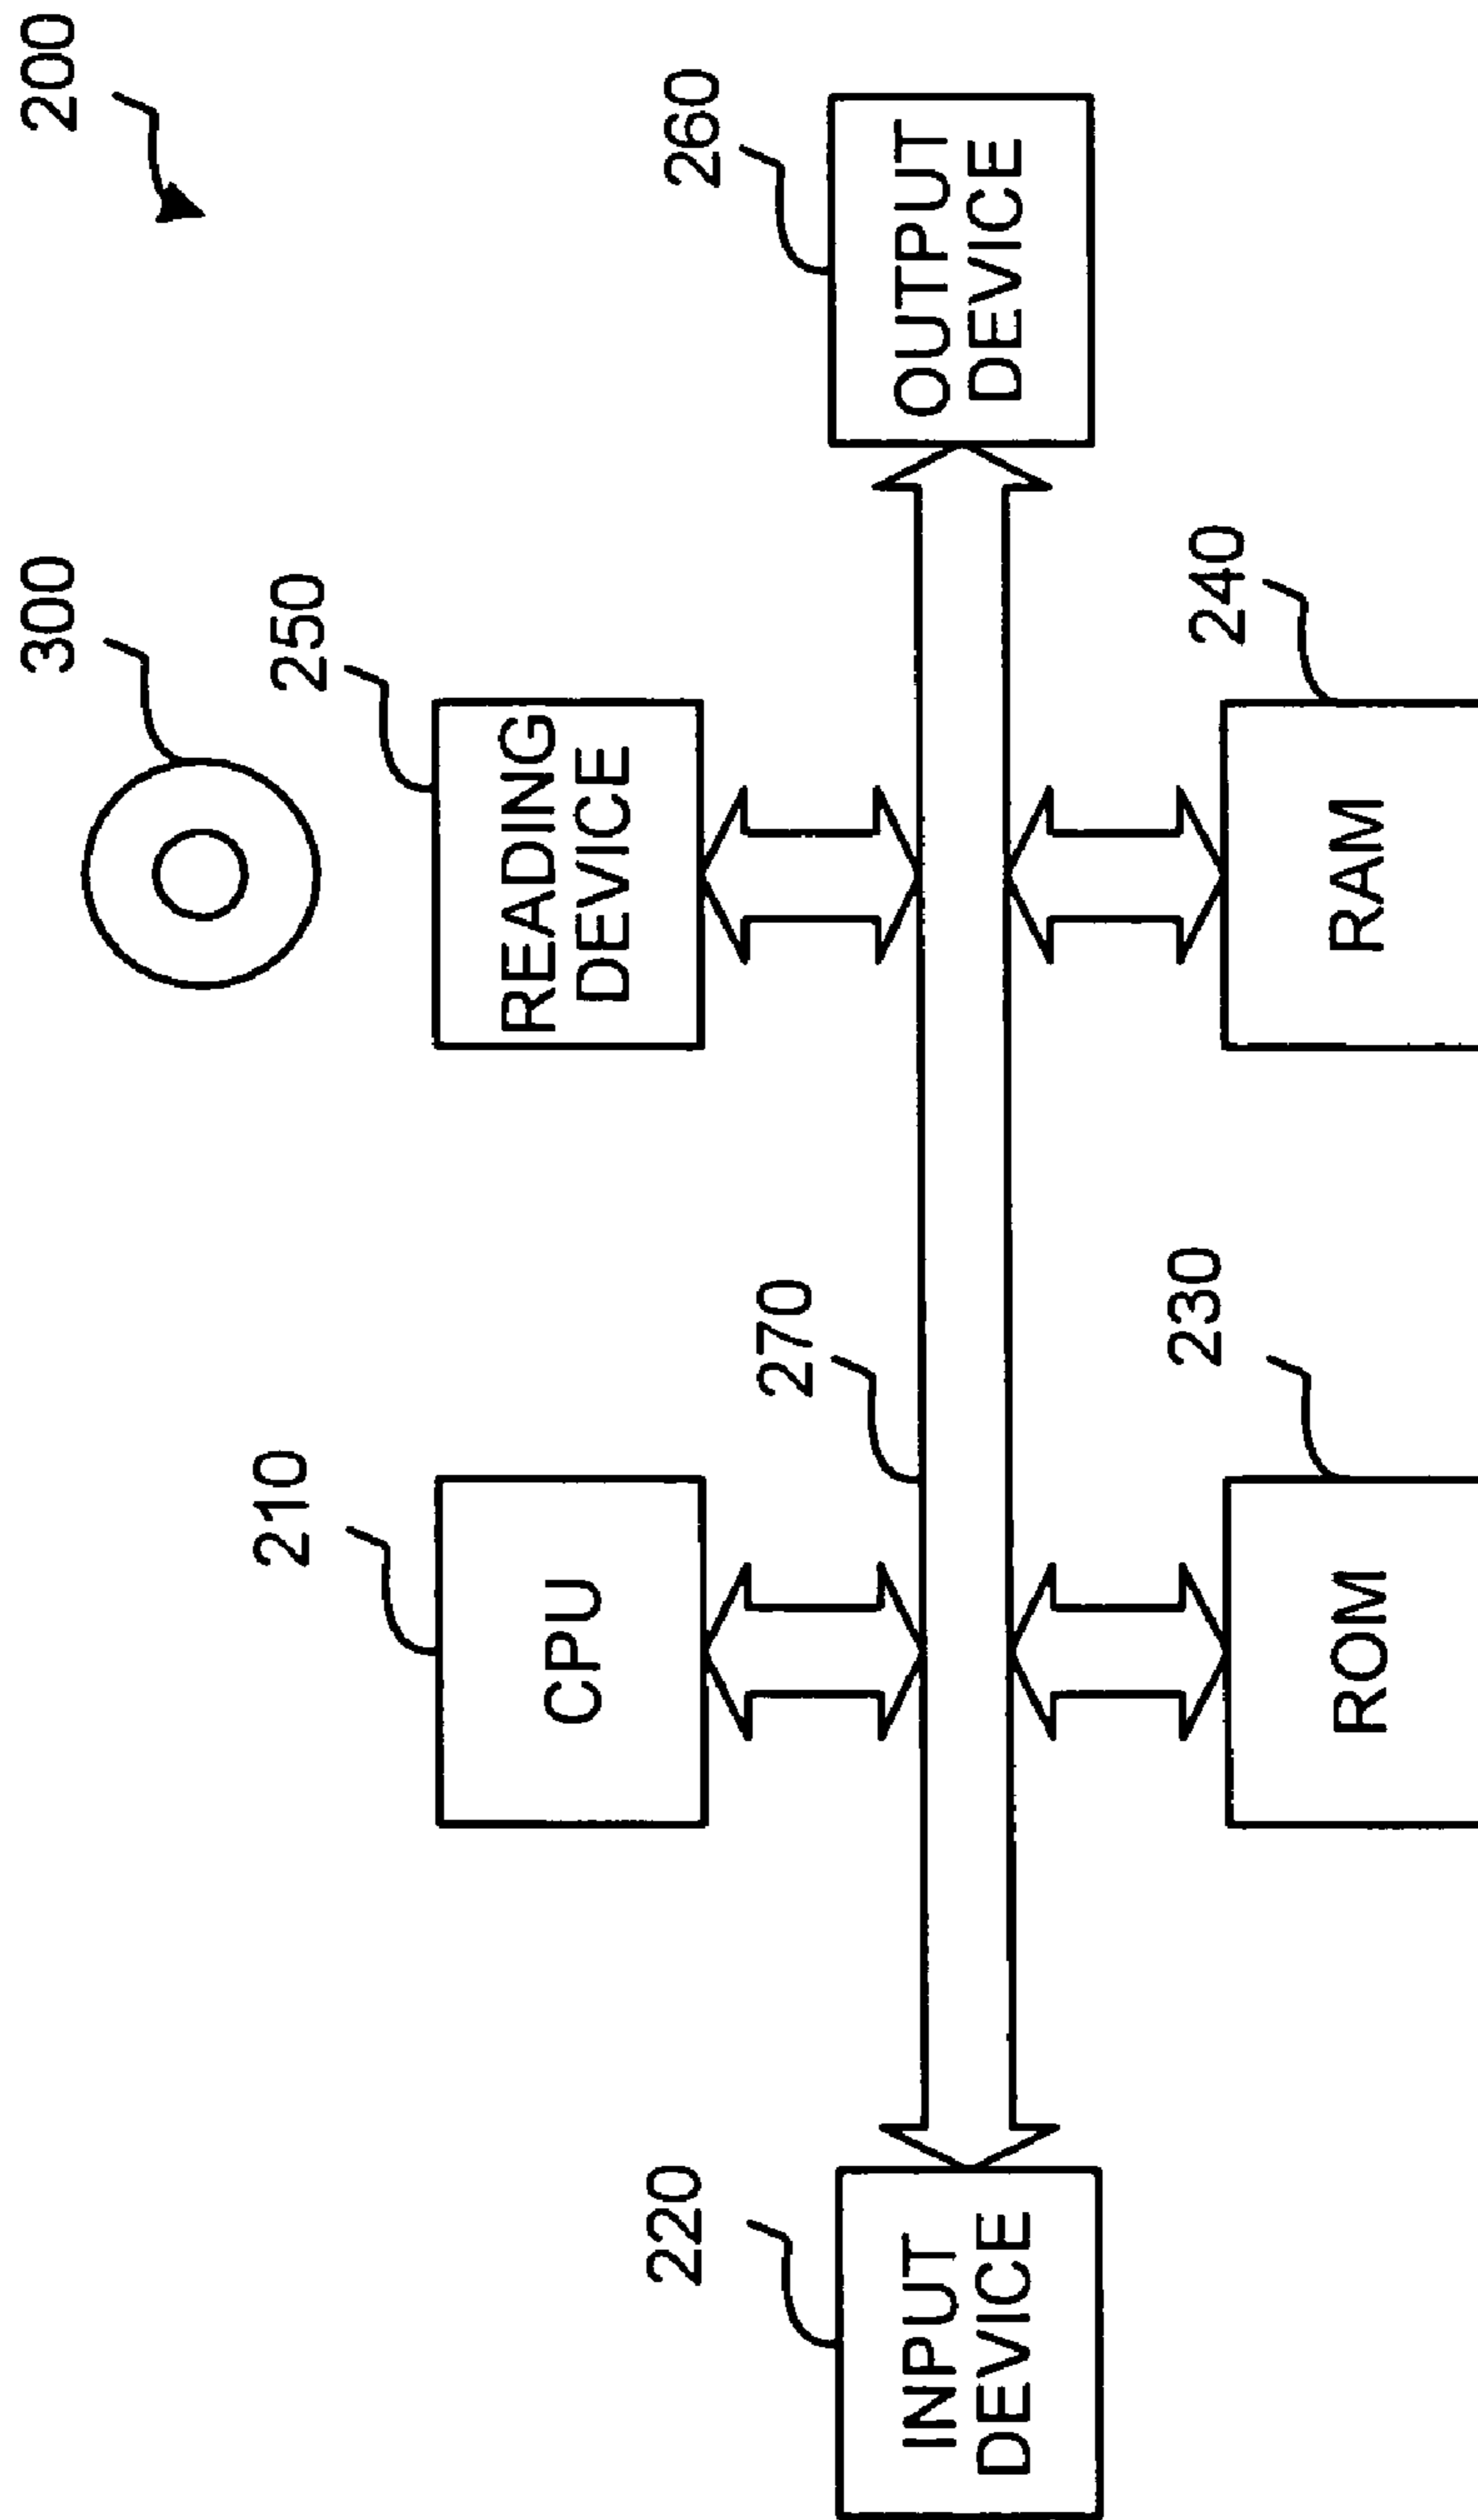 200
300
250
READING
DEVICE
210
CPU
260
OUTPUT
DEVICE
270
220
INPUT
DEVICE
230
ROM
240
RAM